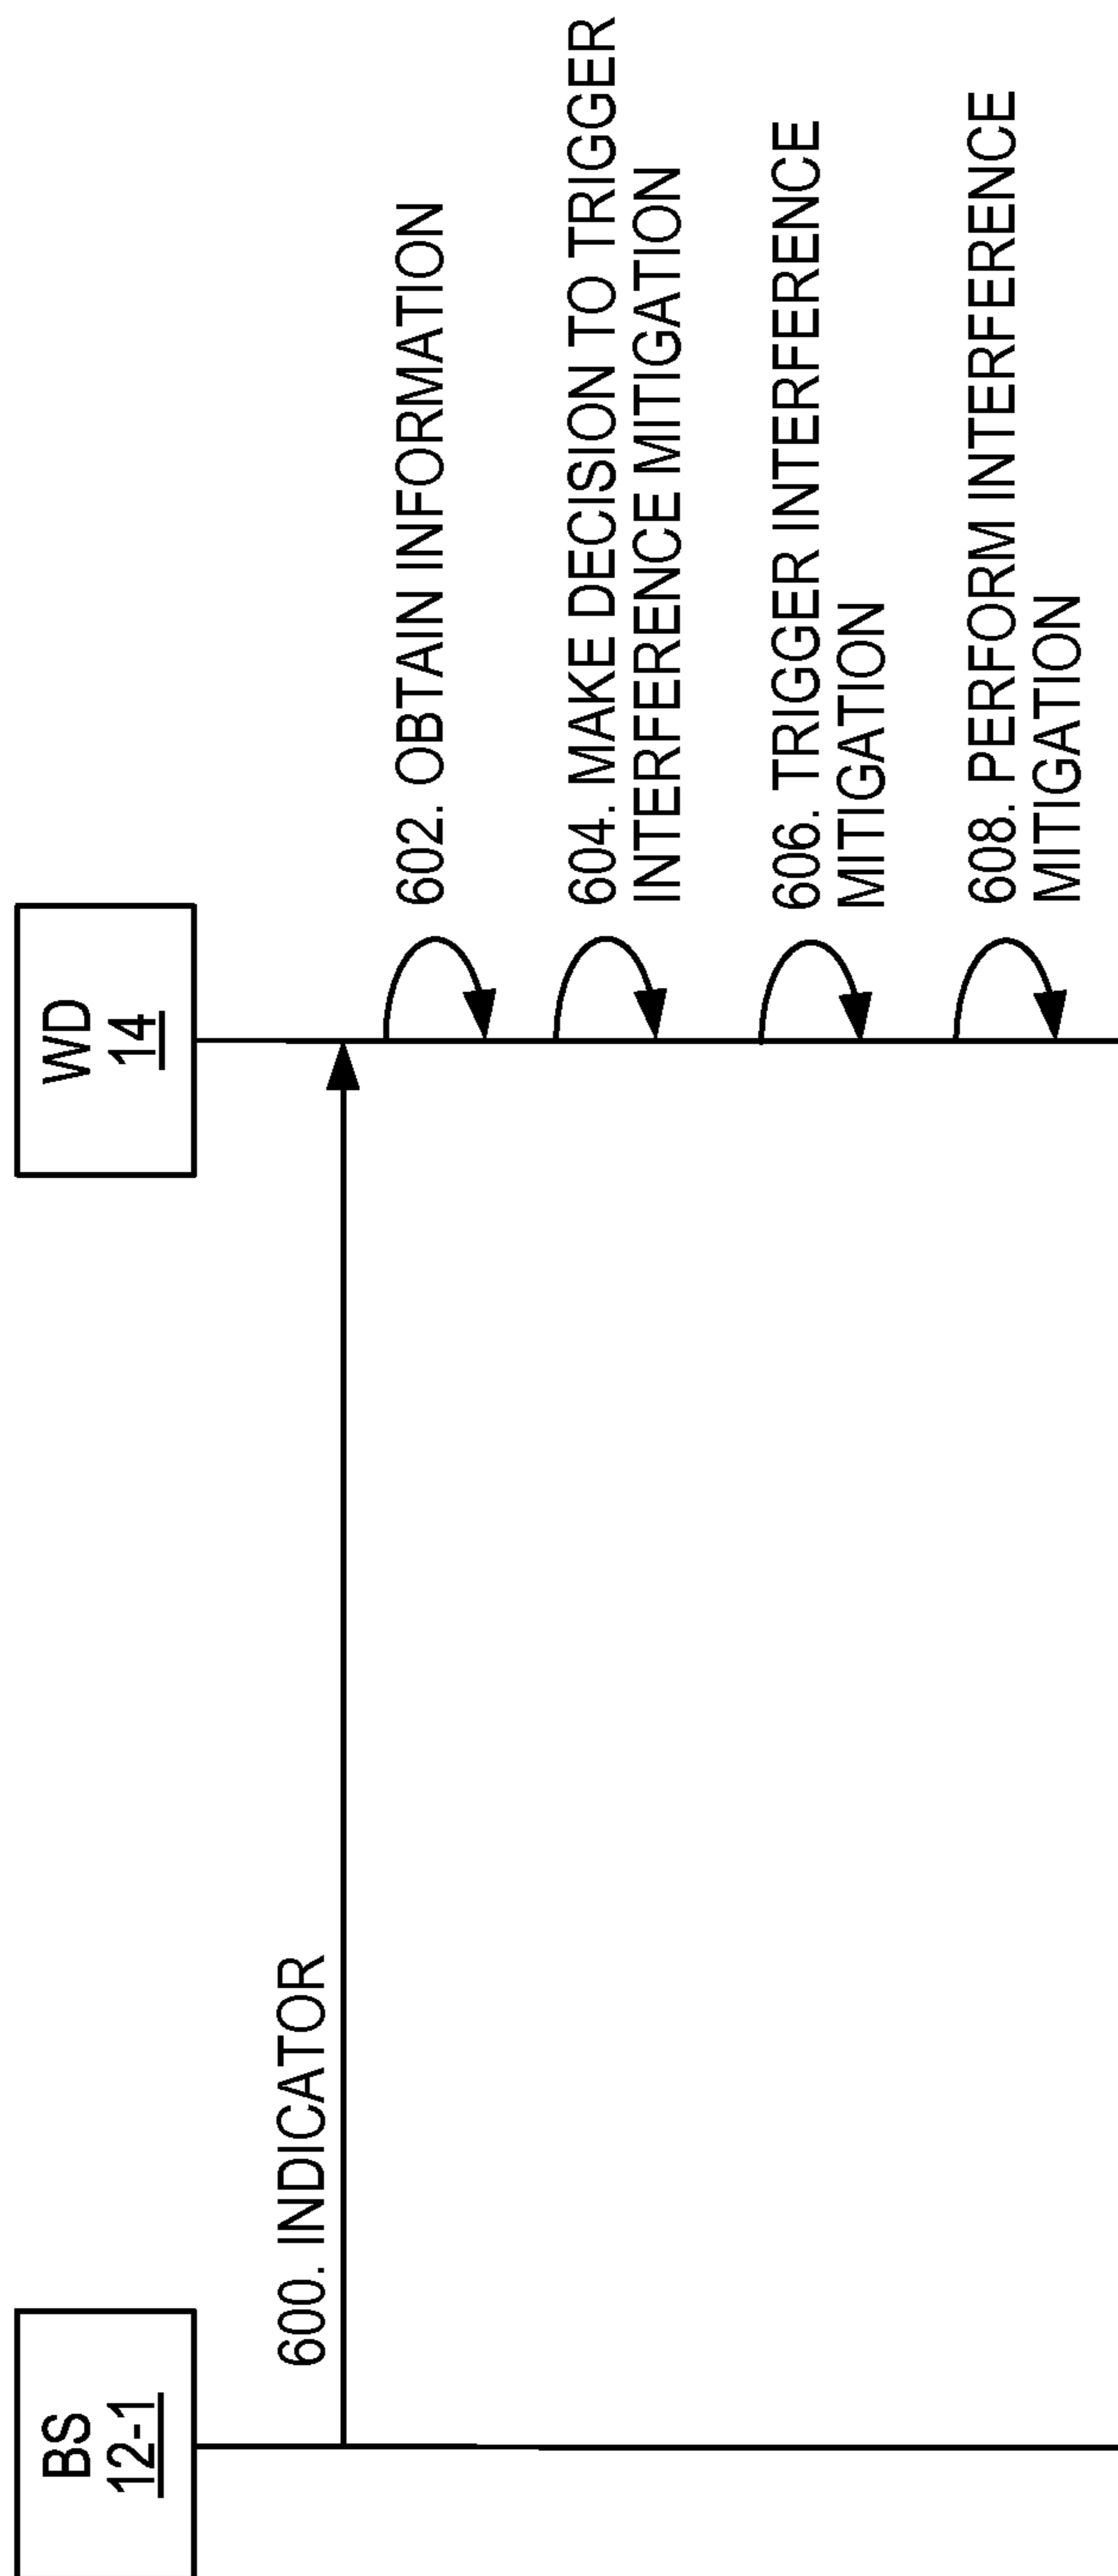 BS
12-1
WD
14
600. INDICATOR
602. OBTAIN INFORMATION
604. MAKE DECISION TO TRIGGER
INTERFERENCE MITIGATION
606. TRIGGER INTERFERENCE
MITIGATION
608. PERFORM INTERFERENCE
MITIGATION